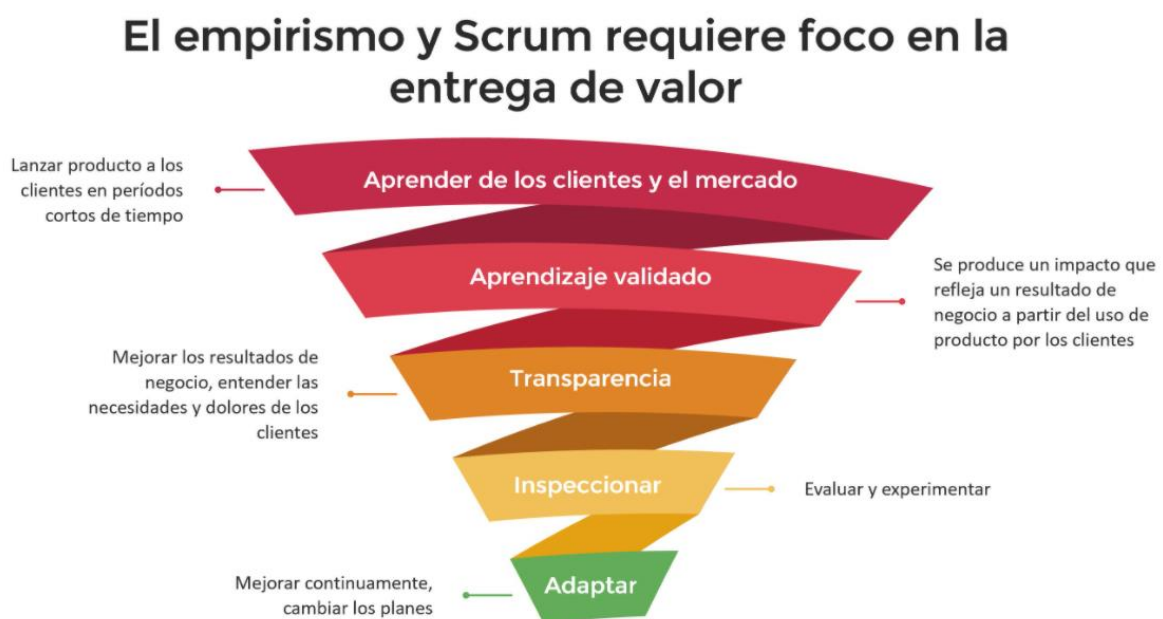 El empirismo y Scrum requiere foco en la
entrega de valor
Lanzar producto a los
clientes en períodos
cortos de tiempo
Aprender de los clientes y el mercado
Aprendizaje validado
Se produce un impacto que
refleja un resultado de
negocio a partir del uso de
producto por los clientes
Mejorar los resultados de
negocio, entender las
necesidades y dolores de los
clientes
Transparencia
Inspeccionar
Evaluar y experimentar
Mejorar continuamente,
cambiar los planes
Adaptar